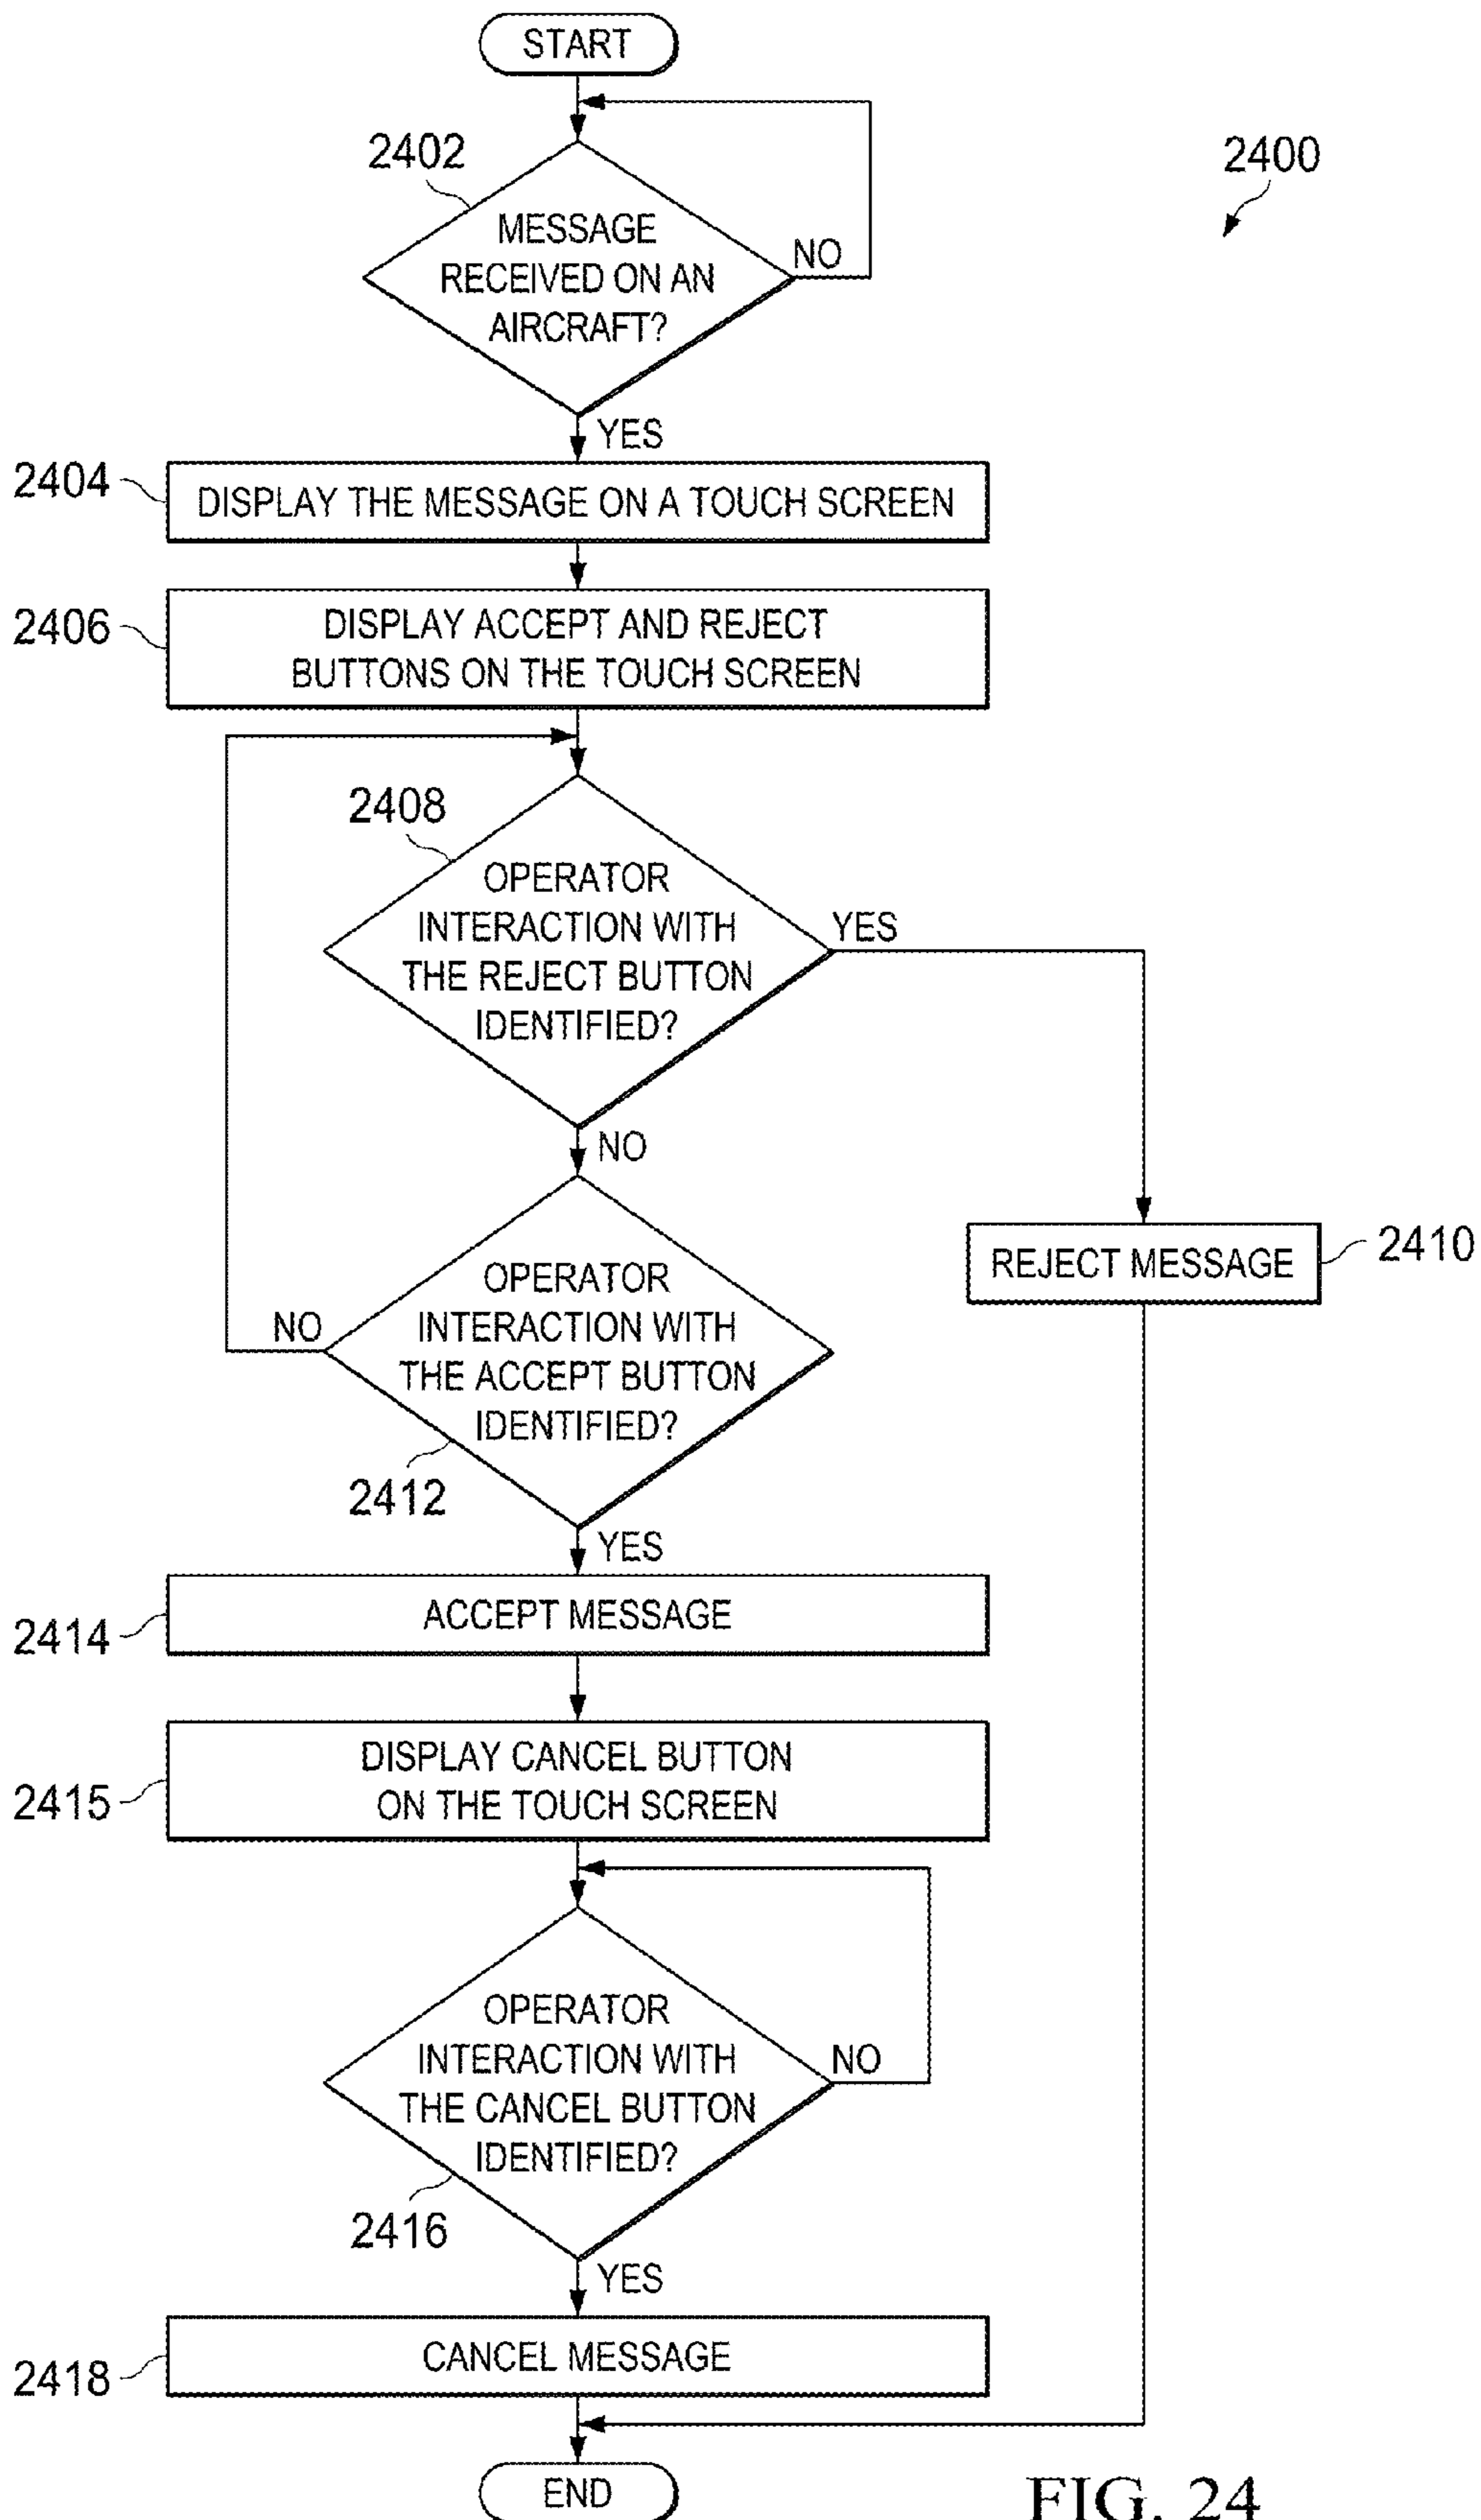 START
2402
2400
MESSAGE
RECEIVED ON AN
AIRCRAFT?
NO
YES
2404
DISPLAY THE MESSAGE ON A TOUCH SCREEN
2406
DISPLAY ACCEPT AND REJECT
BUTTONS ON THE TOUCH SCREEN
2408
OPERATOR
INTERACTION WITH
THE REJECT BUTTON
IDENTIFIED?
YES
NO
REJECT MESSAGE
2410
OPERATOR
INTERACTION WITH
THE ACCEPT BUTTON
IDENTIFIED?
NO
2412
YES
2414
ACCEPT MESSAGE
2415
DISPLAY CANCEL BUTTON
ON THE TOUCH SCREEN
OPERATOR
INTERACTION WITH
THE CANCEL BUTTON
IDENTIFIED?
NO
2416
YES
2418
CANCEL MESSAGE
END
FIG. 24